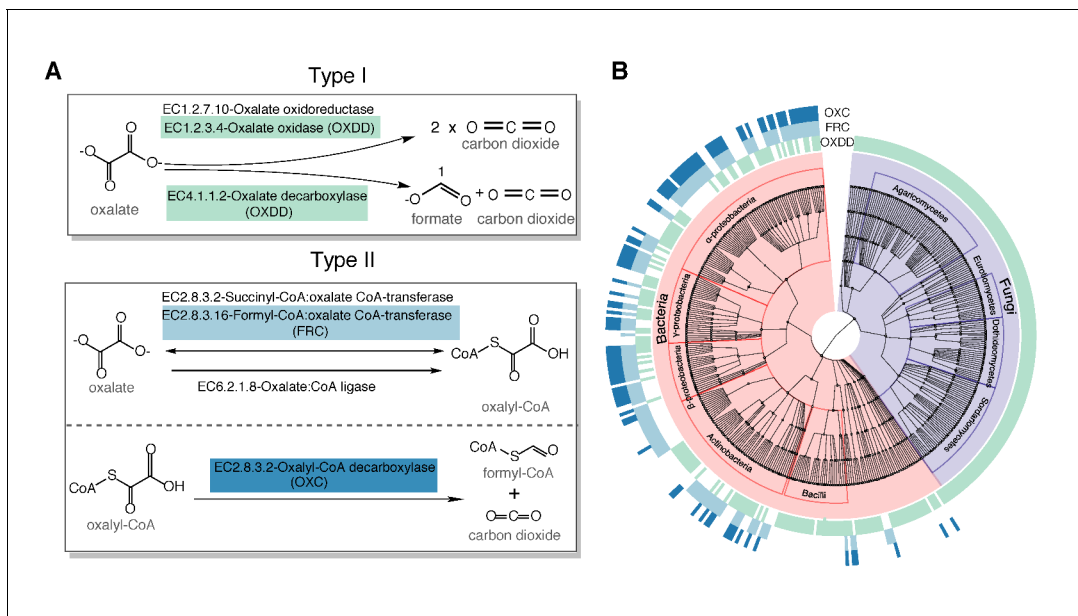 A
Type I
EC1.2.7.10-Oxalate oxidoreductase
EC1.2.3.4-Oxalate oxidase (OXDD)
-O
O
O
O-
oxalate
2 x O=C=O
carbon dioxide
EC4.1.1.2-Oxalate decarboxylase
(OXDD)
1
-O
O
+
O=C=O
formate
carbon dioxide
Type II
EC2.8.3.2-Succinyl-CoA:oxalate CoA-transferase
EC2.8.3.16-Formyl-CoA:oxalate CoA-transferase
(FRC)
-O
O
O
O-
oxalate
EC6.2.1.8-Oxalate:CoA ligase
CoA
S
O
O
OH
oxalyl-CoA
CoA
S
O
O
OH
oxalyl-CoA
EC2.8.3.2-Oxalyl-CoA decarboxylase
(OXC)
CoA
S
O
formyl-CoA
+
O=C=O
carbon dioxide
B
OXC
FRC
OXDD
Bacteria
α-proteobacteria
Υ-proteobacteria
β-proteobacteria
Actinobacteria
Bacilli
Fungi
Agaricomycetes
Eurotiomycetes
Dothideomycetes
Sordariomycetes